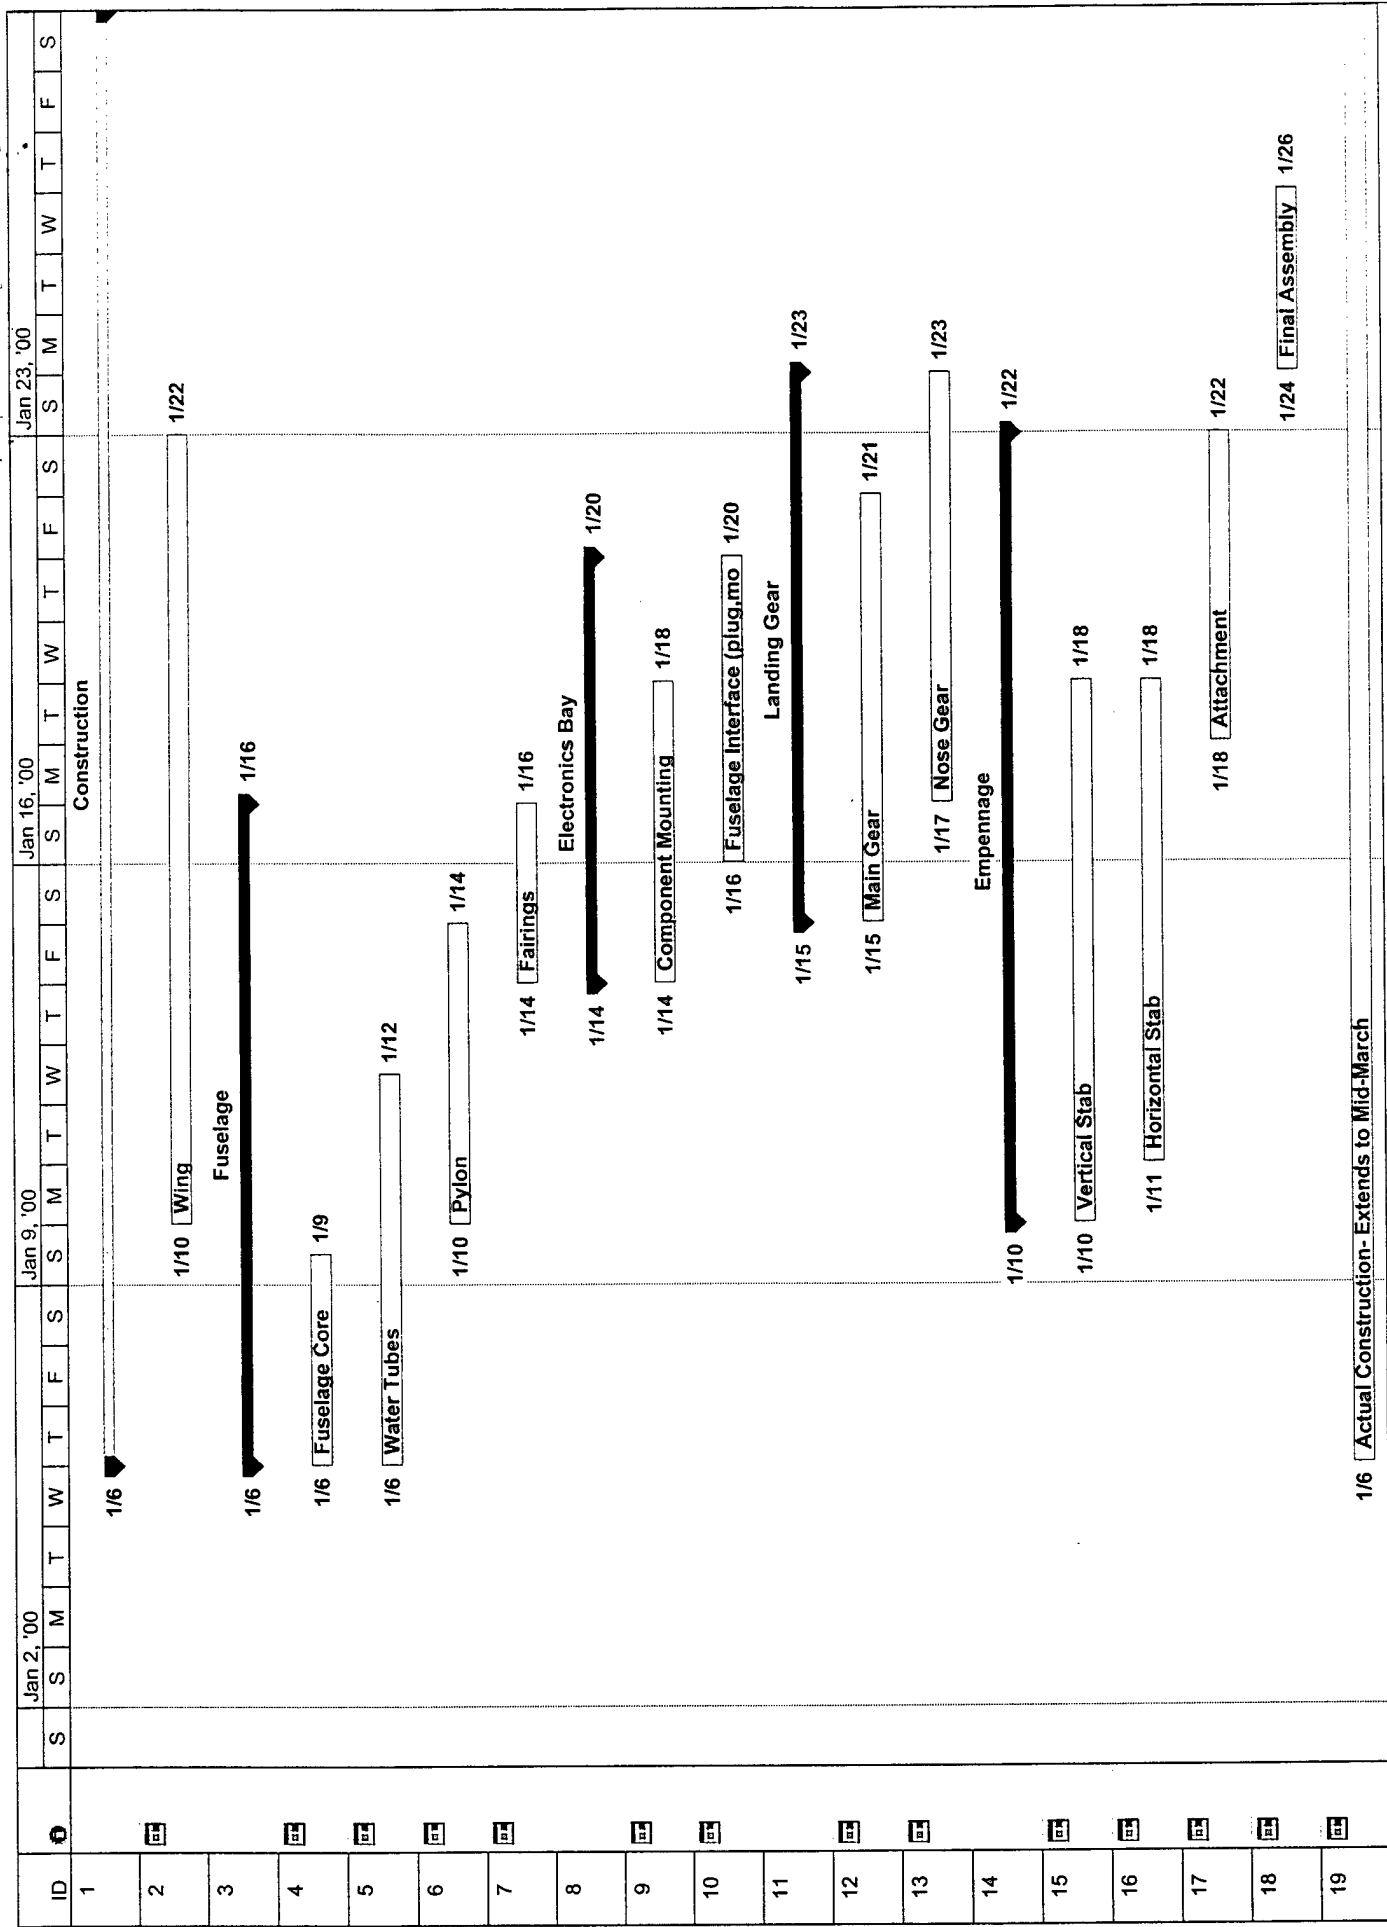 ID
Jan 2, '00 Jan 9, '00 Jan 16, '00 Jan 23, '00
S S M T W T F S S M T W T F S S M T W T F S S M T W T F S
1 1/6 Construction
2 1/10 Wing 1/22
3 1/6 Fuselage 1/16
4 1/6 Fuselage Core 1/9
5 1/6 Water Tubes 1/12
6 1/10 Pylon 1/14
7 1/14 Fairings 1/16
8 1/14 Electronics Bay 1/20
9 1/14 Component Mounting 1/18
10 1/16 Fuselage Interface (plug,mo 1/20
11 1/15 Landing Gear 1/23
12 1/15 Main Gear 1/21
13 1/17 Nose Gear 1/23
14 1/10 Empennage 1/22
15 1/10 Vertical Stab 1/18
16 1/11 Horizontal Stab 1/18
17 1/18 Attachment 1/22
18 1/24 Final Assembly 1/26
19 1/6 Actual Construction- Extends to Mid-March